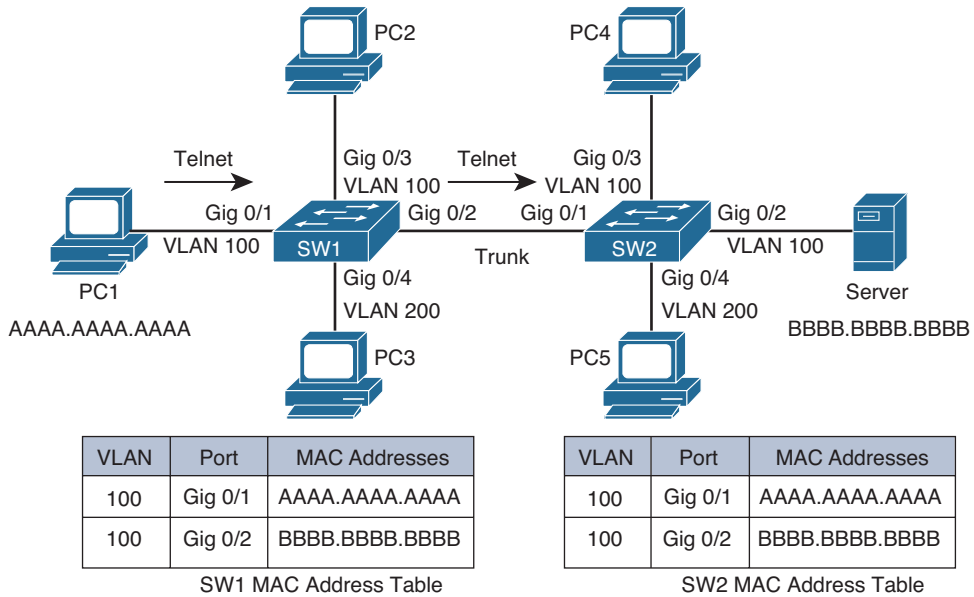 PC2
PC4
Telnet
Gig 0/3
VLAN 100
Telnet
Gig 0/3
VLAN 100
Gig 0/1
VLAN 100
SW1
Gig 0/2
Gig 0/1
Trunk
SW2
Gig 0/2
VLAN 100
PC1
AAAA.AAAA.AAAA
Gig 0/4
VLAN 200
Gig 0/4
VLAN 200
Server
BBBB.BBBB.BBBB
PC3
PC5
VLAN Port MAC Addresses
100 Gig 0/1 AAAA.AAAA.AAAA
100 Gig 0/2 BBBB.BBBB.BBBB
SW1 MAC Address Table
VLAN Port MAC Addresses
100 Gig 0/1 AAAA.AAAA.AAAA
100 Gig 0/2 BBBB.BBBB.BBBB
SW2 MAC Address Table